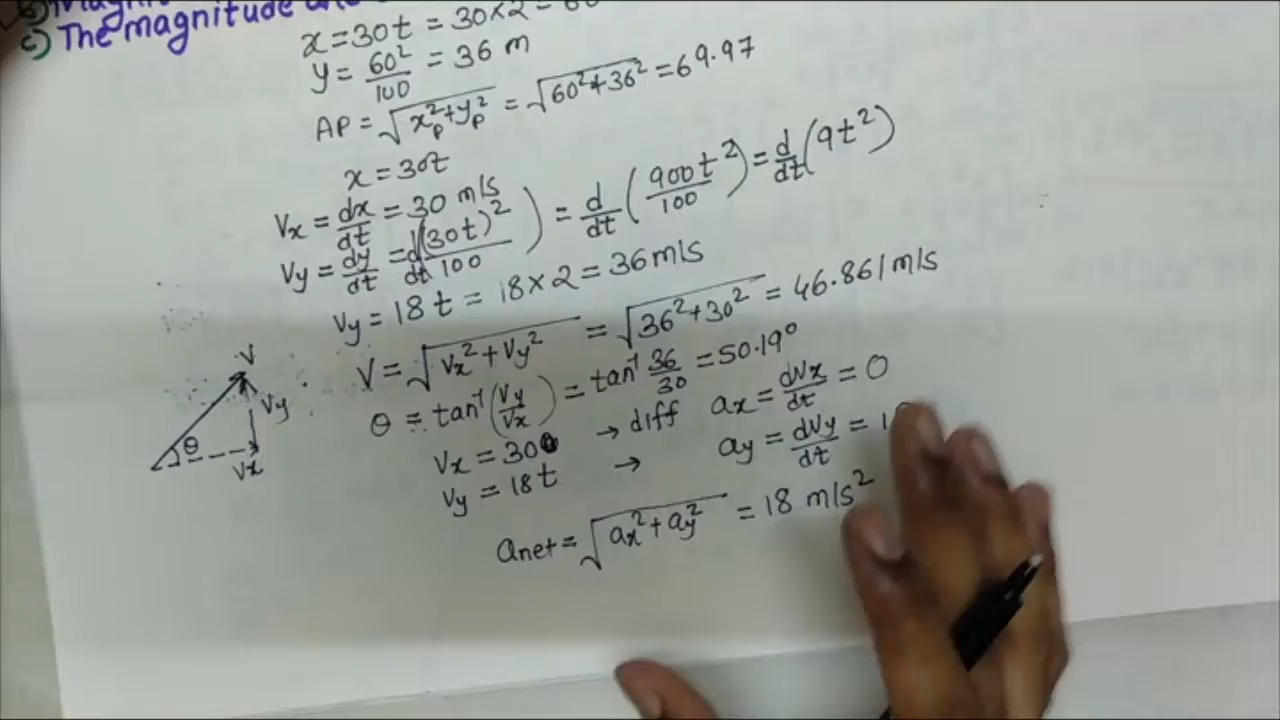 c) The magnitude
x = 30t = 30×2 = 60
y = 60²/100 = 36 m
AP = √(x_p² + y_p²) = √(60² + 36²) = 69.97
x = 30t
Vx = dx/dt = 30 m/s
Vy = dy/dt = d/dt((30t)²/100) = d/dt(900t²/100) = d/dt(9t²)
Vy = 18t = 18×2 = 36 m/s
V = √(Vx² + Vy²) = √(36² + 30²) = 46.861 m/s
θ = tan⁻¹(Vy/Vx) = tan⁻¹ 36/30 = 50.19°
Vx = 30 → diff ax = dVx/dt = 0
Vy = 18t → ay = dVy/dt = 1
anet = √(ax² + ay²) = 18 m/s²
V
Vy
θ
Vx